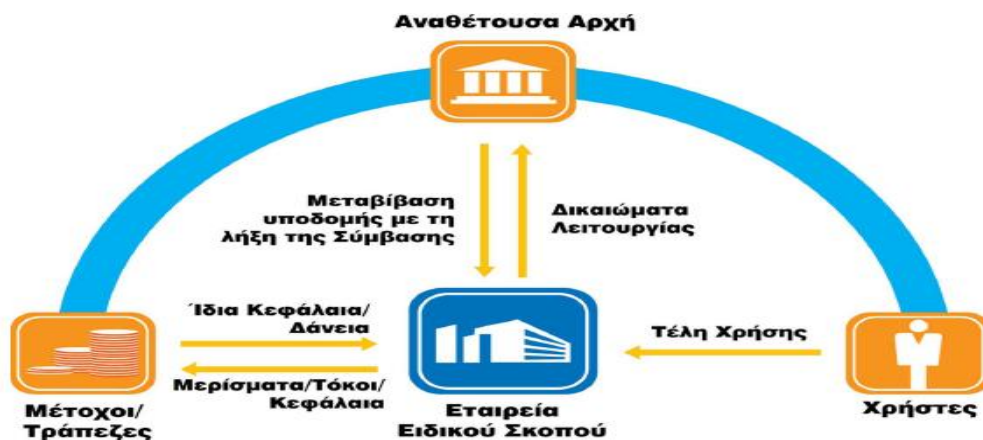 Αναθέτουσα Αρχή
Μεταβίβαση
υποδομής με τη
λήξη της Σύμβασης
Δικαιώματα
Λειτουργίας
Ίδια Κεφάλαια/
Δάνεια
Μερίσματα/Τόκοι/
Κεφάλαια
Τέλη Χρήσης
Μέτοχοι/
Τράπεζες
Εταιρεία
Ειδικού Σκοπού
Χρήστες